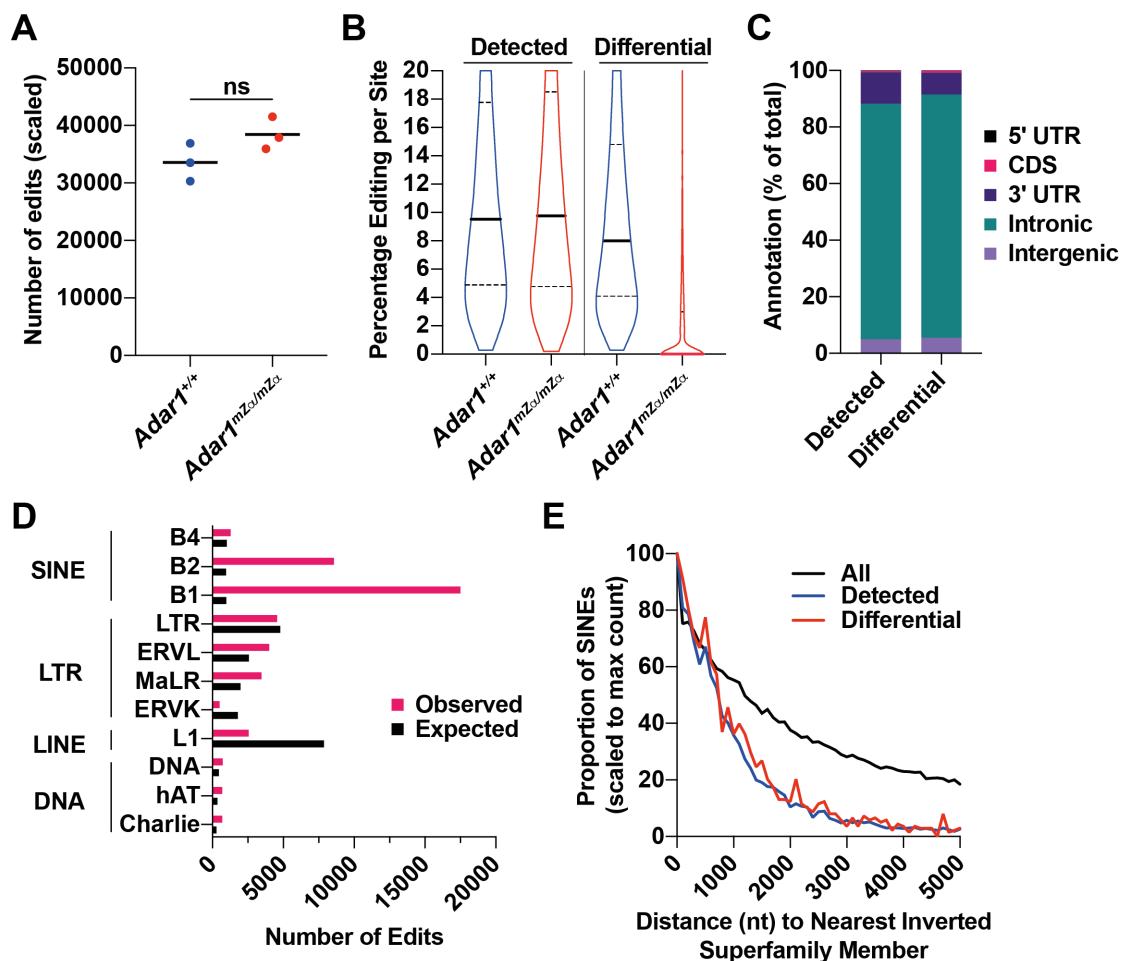 A
Number of edits (scaled)
50000
40000
30000
20000
10000
0
ns
Adar1+/+
Adar1mZα/mZα
B
Detected
Differential
Percentage Editing per Site
20
18
16
14
12
10
8
6
4
2
0
Adar1+/+
Adar1mZα/mZα
Adar1+/+
Adar1mZα/mZα
C
Annotation (% of total)
100
80
60
40
20
0
Detected
Differential
5' UTR
CDS
3' UTR
Intronic
Intergenic
D
SINE
LTR
LINE
DNA
B4
B2
B1
LTR
ERVL
MaLR
ERVK
L1
DNA
hAT
Charlie
Observed
Expected
0
5000
10000
15000
20000
Number of Edits
E
Proportion of SINEs
(scaled to max count)
100
80
60
40
20
0
All
Detected
Differential
0
1000
2000
3000
4000
5000
Distance (nt) to Nearest Inverted
Superfamily Member